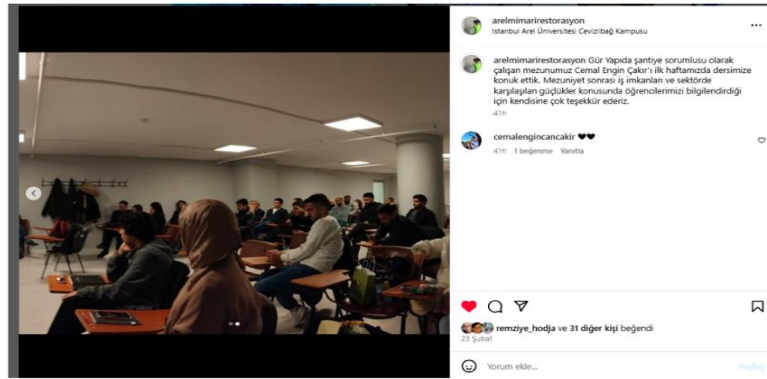 arelmimarirestorasyon
İstanbul Arel Üniversitesi Cevizlibağ Kampusu
arelmimarirestorasyon Gür Yapıda şantiye sorumlusu olarak
çalışan mezunumuz Cemal Engin Çakır'ı ilk haftamızda dersimize
konuk ettik. Mezuniyet sonrası iş imkanları ve sektörde
karşılaşılan güçlükler konusunda öğrencilerimizi bilgilendirdiği
için kendisine çok teşekkür ederiz.
41h
cemalengincancakir 🖤🖤
41h 1 beğenme Yanıtla
remziye_hodja ve 31 diğer kişi beğendi
23 Şubat
Yorum ekle...
Paylaş